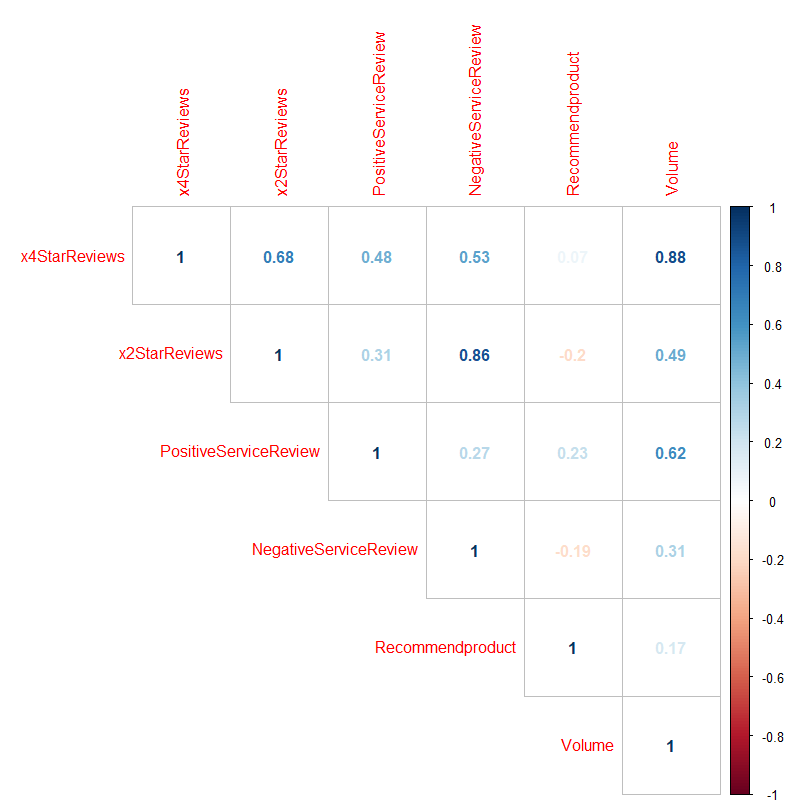 x4StarReviews
x2StarReviews
PositiveServiceReview
NegativeServiceReview
Recommendproduct
Volume
x4StarReviews 1 0.68 0.48 0.53 0.07 0.88
x2StarReviews 1 0.31 0.86 -0.2 0.49
PositiveServiceReview 1 0.27 0.23 0.62
NegativeServiceReview 1 -0.19 0.31
Recommendproduct 1 0.17
Volume 1
1
0.8
0.6
0.4
0.2
0
-0.2
-0.4
-0.6
-0.8
-1